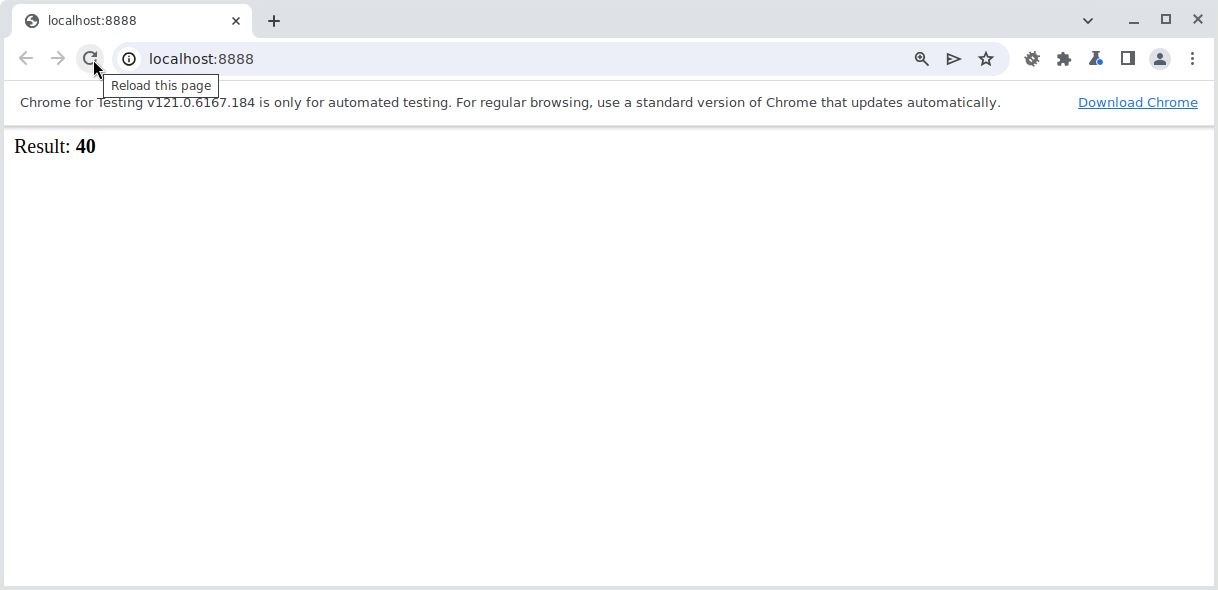 localhost:8888
localhost:8888
Reload this page
Chrome for Testing v121.0.6167.184 is only for automated testing. For regular browsing, use a standard version of Chrome that updates automatically. Download Chrome
Result: 40